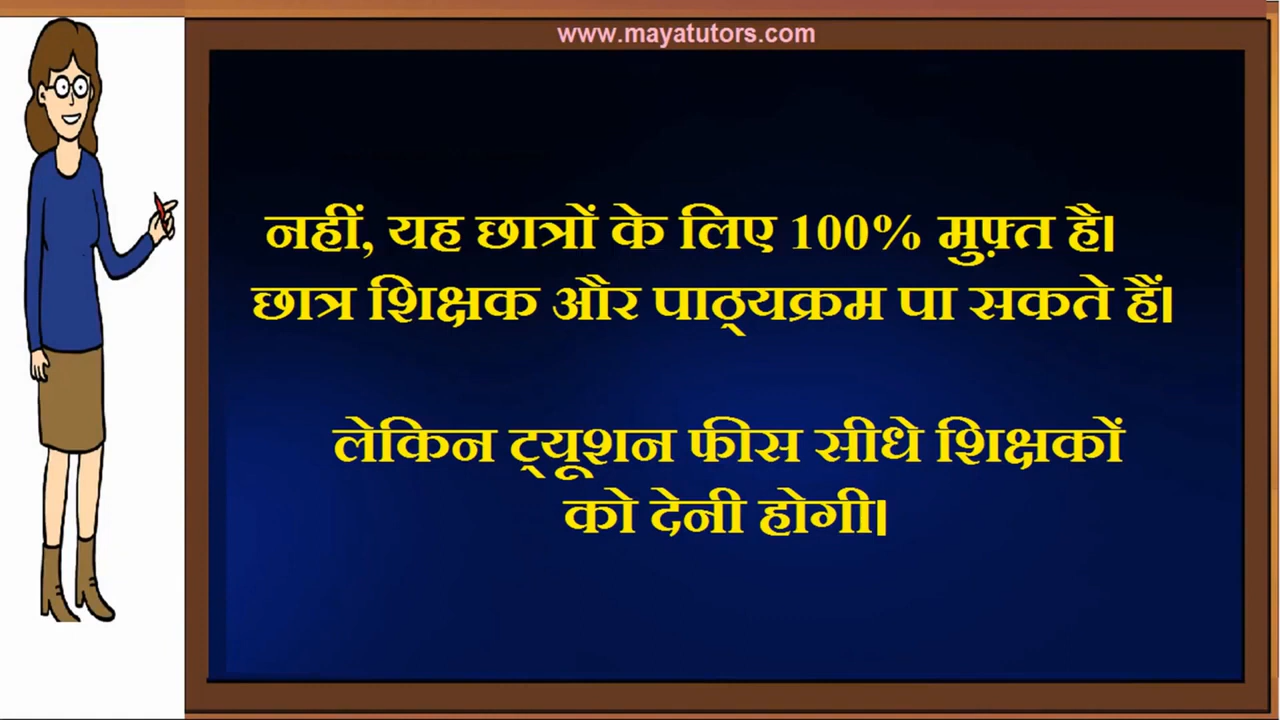 www.mayatutors.com
नहीं, यह छात्रों के लिए 100% मुफ़्त है।
छात्र शिक्षक और पाठ्यक्रम पा सकते हैं।
लेकिन ट्यूशन फीस सीधे शिक्षकों
को देनी होगी।